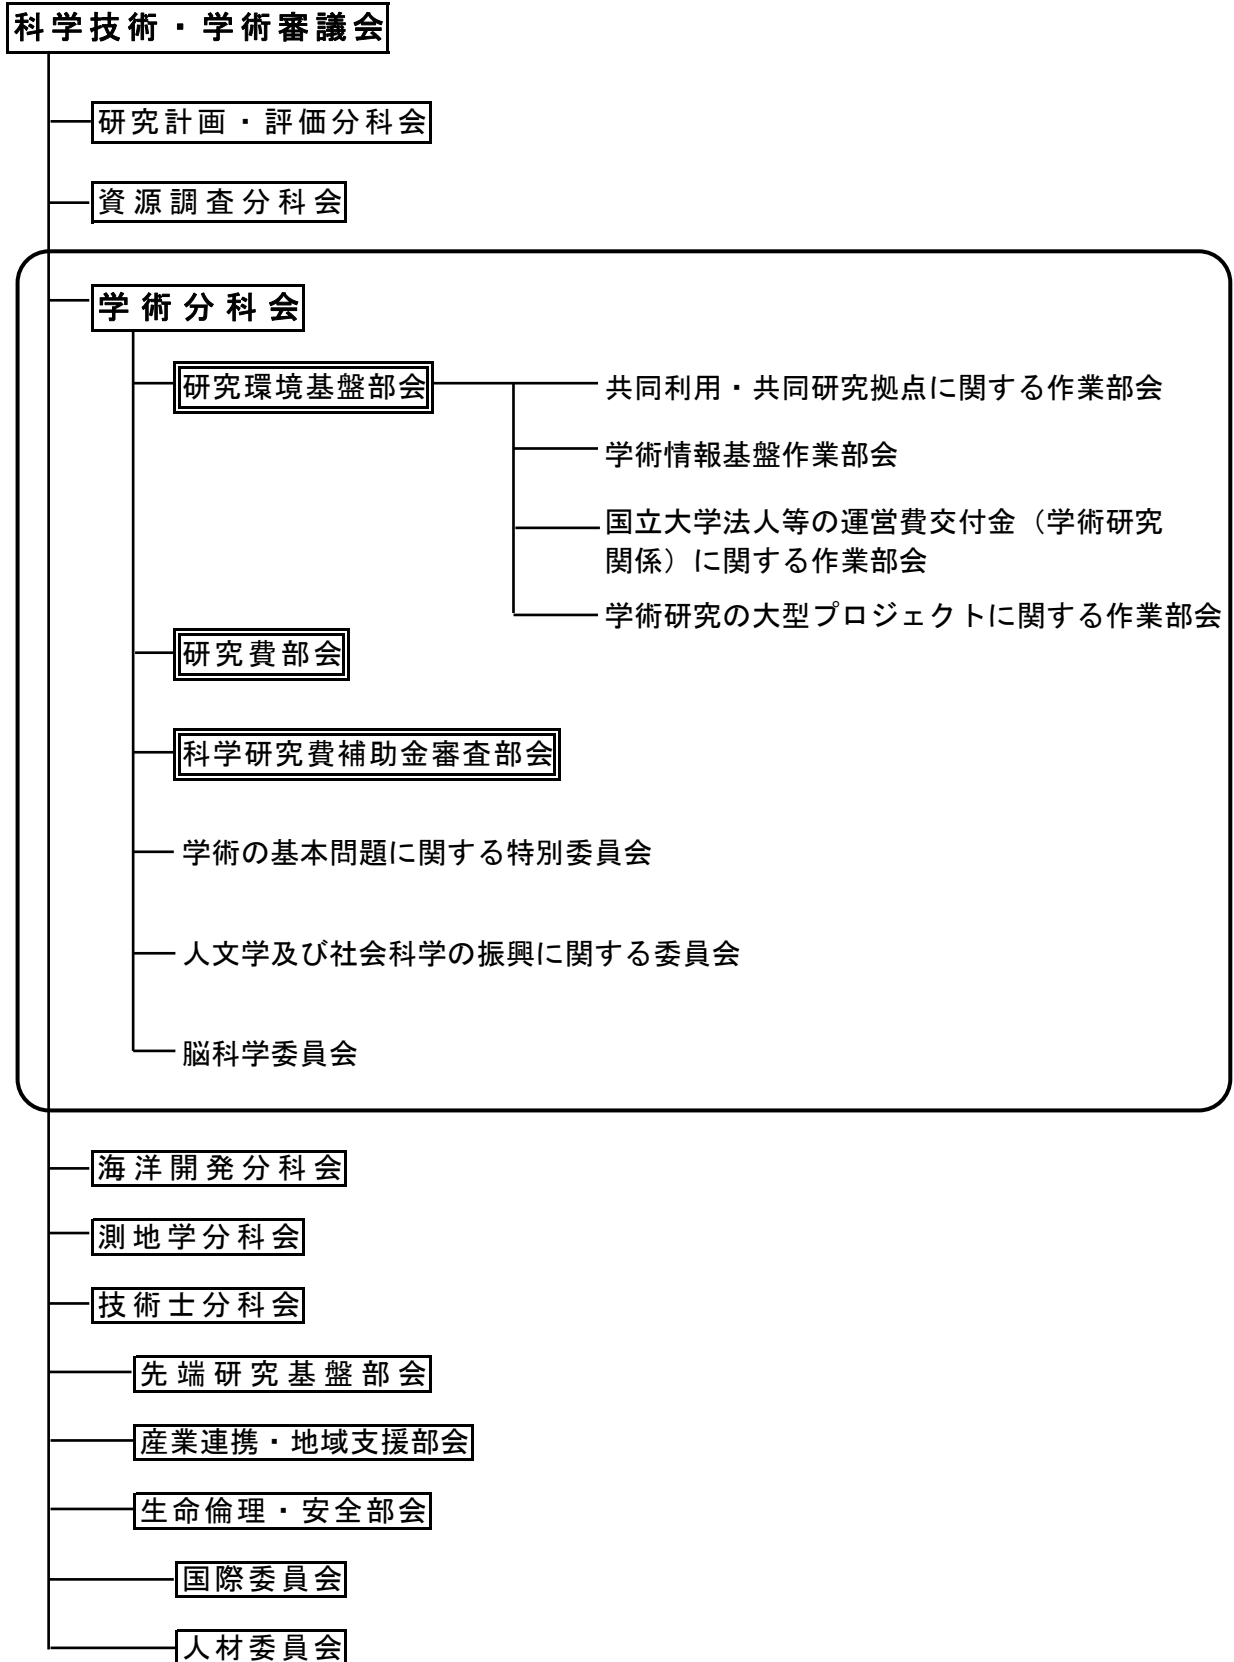 科学技術・学術審議会
研究計画・評価分科会
資源調査分科会
学術分科会
研究環境基盤部会
共同利用・共同研究拠点に関する作業部会
学術情報基盤作業部会
国立大学法人等の運営費交付金（学術研究
関係）に関する作業部会
学術研究の大型プロジェクトに関する作業部会
研究費部会
科学研究費補助金審査部会
学術の基本問題に関する特別委員会
人文学及び社会科学の振興に関する委員会
脳科学委員会
海洋開発分科会
測地学分科会
技術士分科会
先端研究基盤部会
産業連携・地域支援部会
生命倫理・安全部会
国際委員会
人材委員会